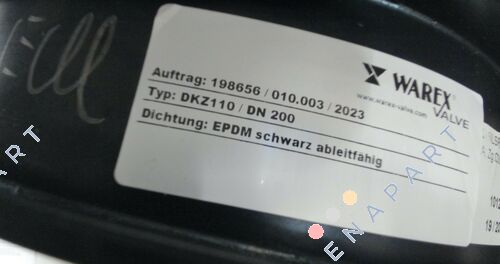 WAREX
VALVE
www.warex-valve.com
Auftrag: 198656 / 010.003 / 2023
Typ: DKZ110 / DN 200
Dichtung: EPDM schwarz ableitfähig
ENAPART